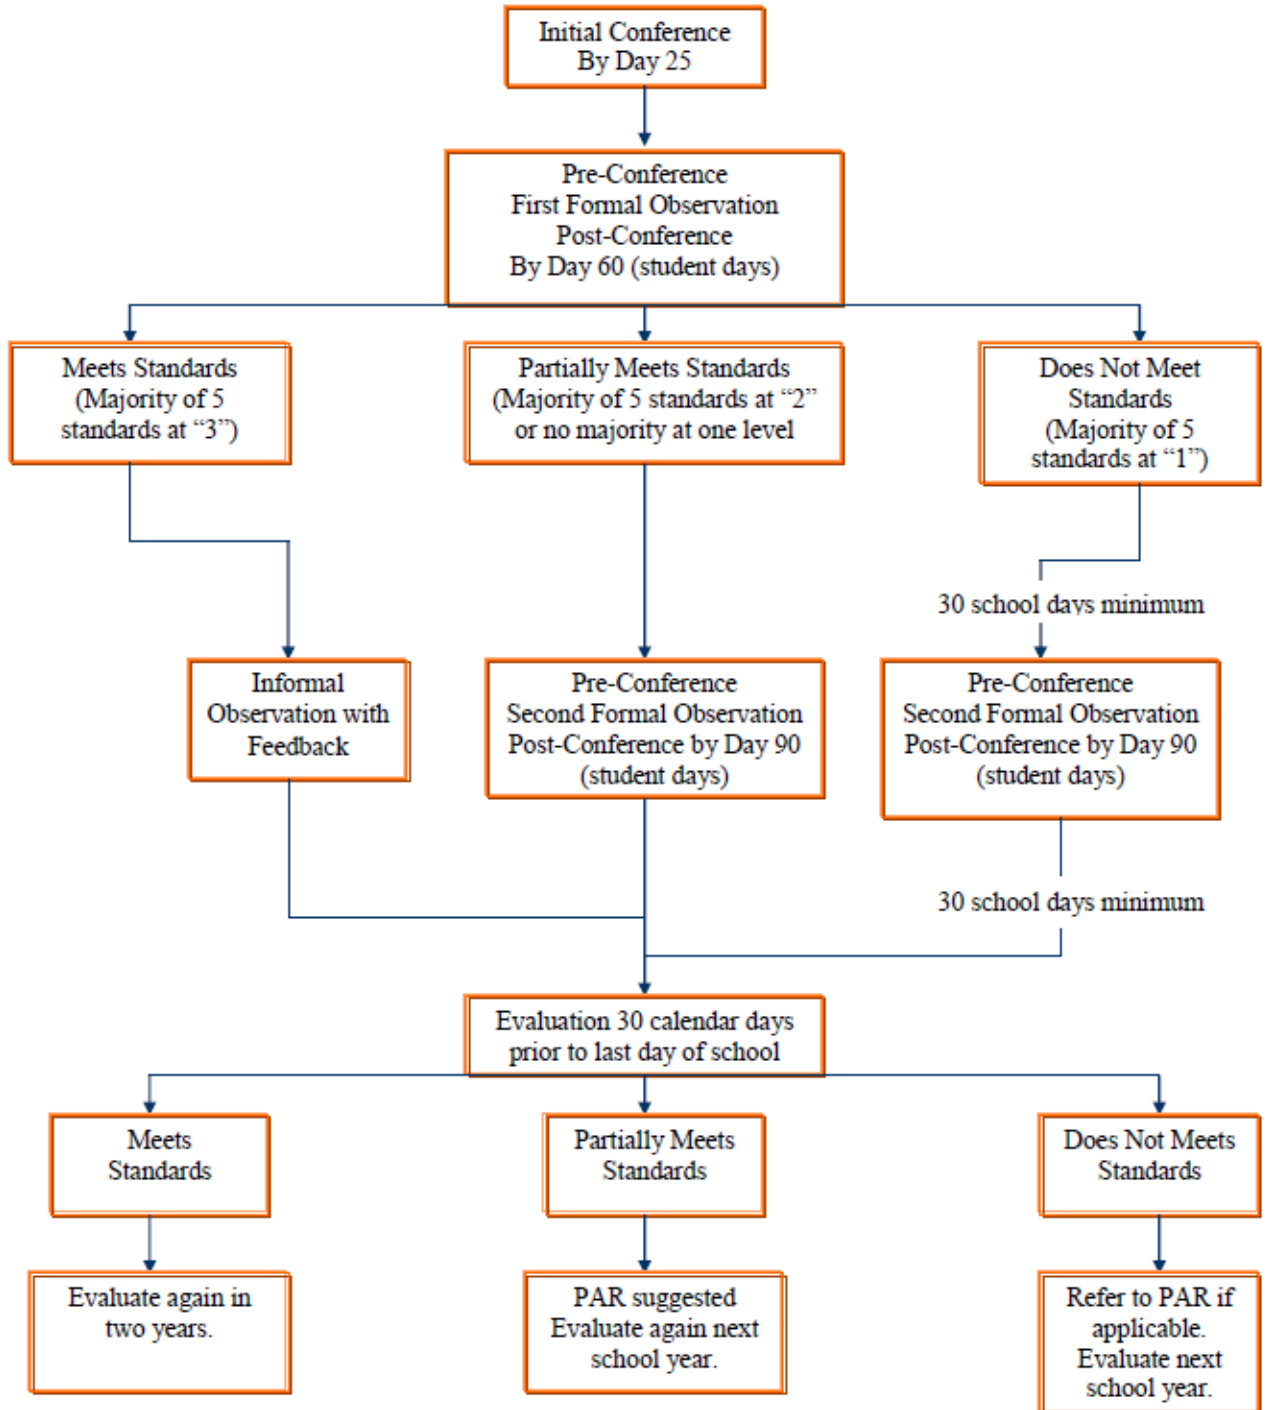 Initial Conference
By Day 25
Pre-Conference
First Formal Observation
Post-Conference
By Day 60 (student days)
Meets Standards
(Majority of 5
standards at “3”)
Partially Meets Standards
(Majority of 5 standards at “2”
or no majority at one level
Does Not Meet
Standards
(Majority of 5
standards at “1”)
30 school days minimum
Informal
Observation with
Feedback
Pre-Conference
Second Formal Observation
Post-Conference by Day 90
(student days)
Pre-Conference
Second Formal Observation
Post-Conference by Day 90
(student days)
30 school days minimum
Evaluation 30 calendar days
prior to last day of school
Meets
Standards
Partially Meets
Standards
Does Not Meets
Standards
Evaluate again in
two years.
PAR suggested
Evaluate again next
school year.
Refer to PAR if
applicable.
Evaluate next
school year.